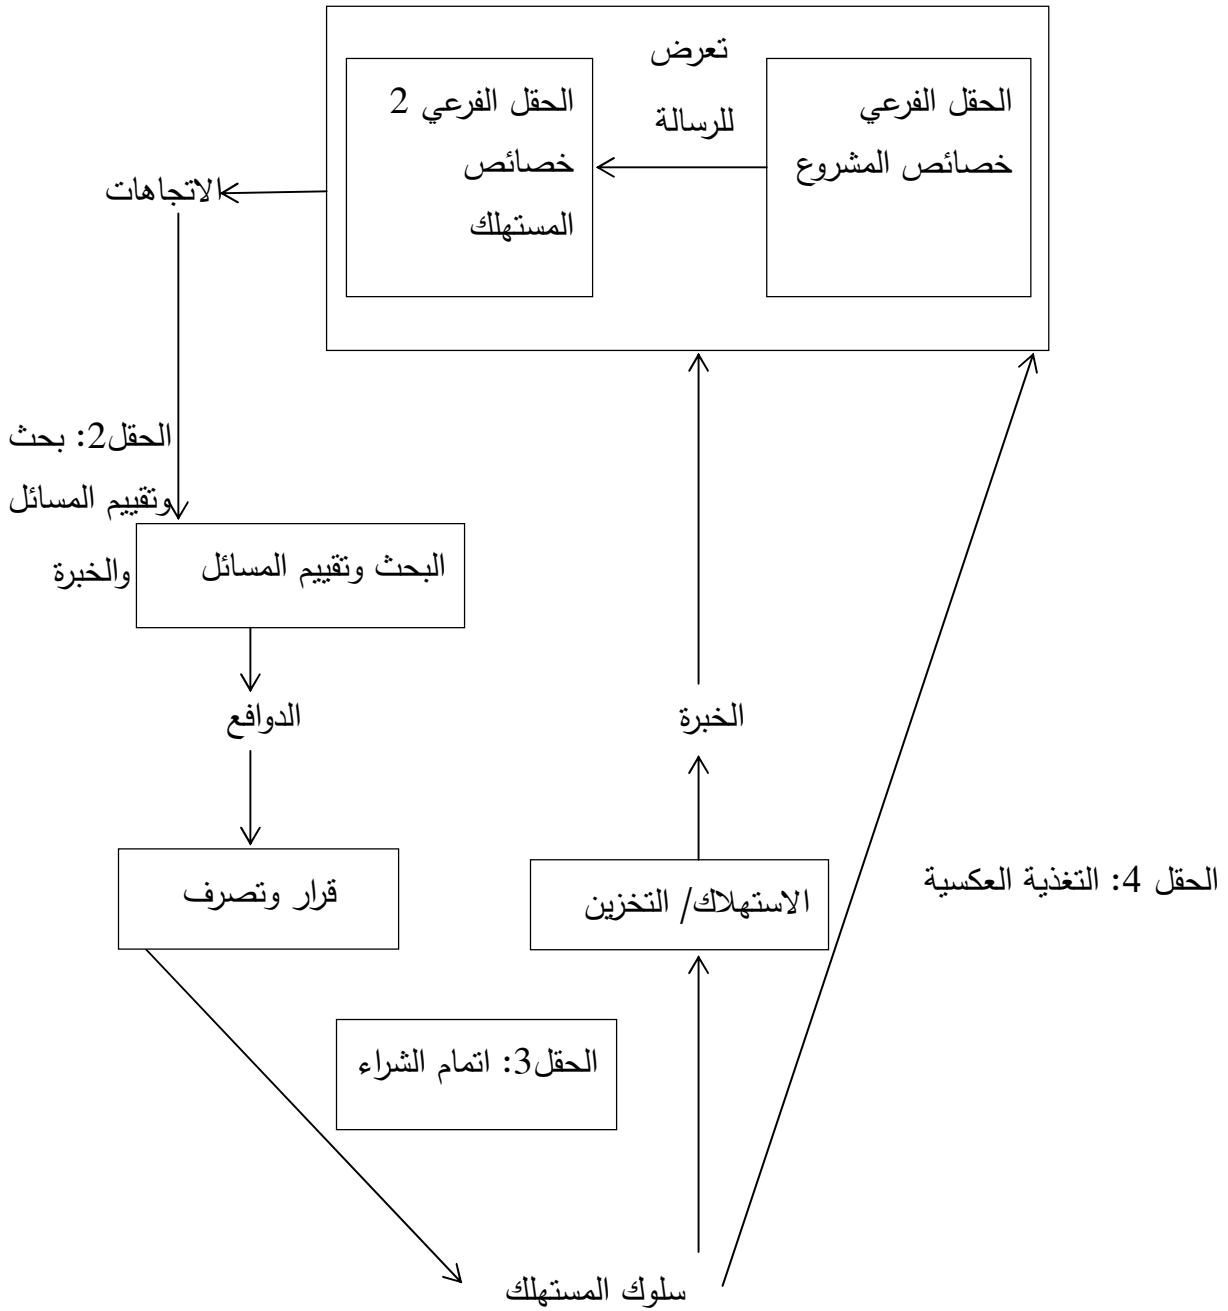 تعرض
للرسالة
الحقل الفرعي
خصائص المشروع
الحقل الفرعي 2
خصائص
المستهلك
الاتجاهات
الحقل2: بحث
وتقييم المسائل
والخبرة
البحث وتقييم المسائل
الدوافع
الخبرة
قرار وتصرف
الاستهلاك/ التخزين
الحقل 4: التغذية العكسية
الحقل3: اتمام الشراء
سلوك المستهلك